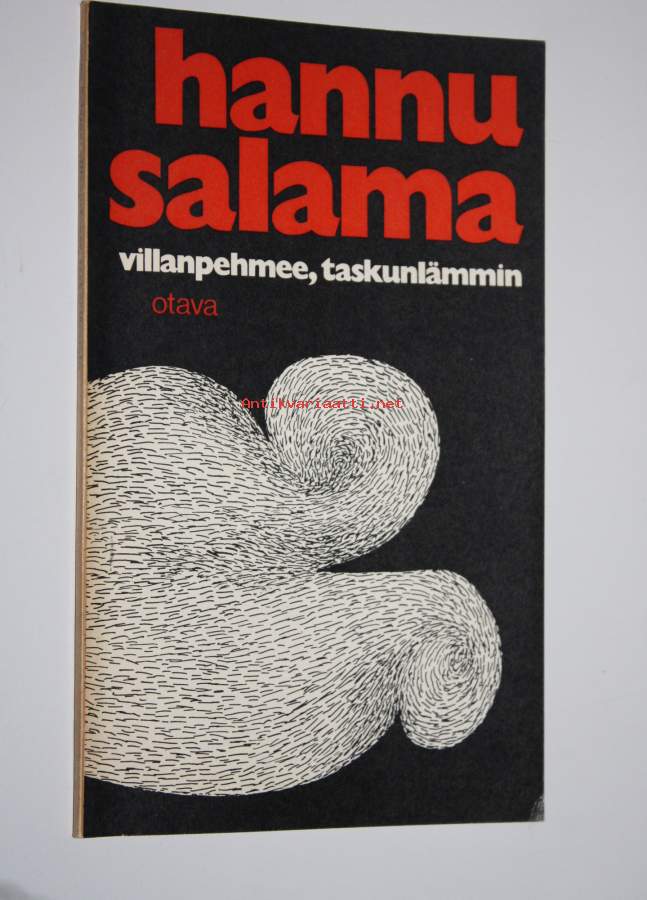 hannu
salama
villanpehmee, taskunlämmin
otava
Antikvariaatti.net